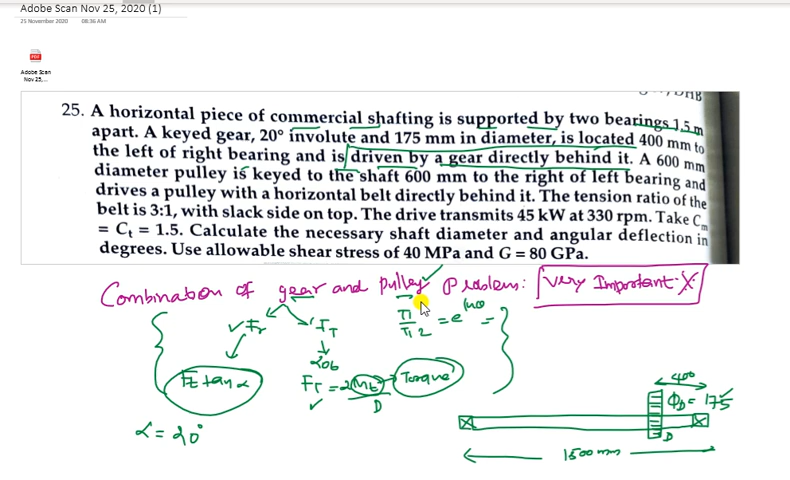 Adobe Scan Nov 25, 2020 (1)
25 November 2020 08:36 AM
PDF
Adobe Scan
Nov 25,...
25. A horizontal piece of commercial shafting is supported by two bearings 1.5 m
apart. A keyed gear, 20° involute and 175 mm in diameter, is located 400 mm to
the left of right bearing and is driven by a gear directly behind it. A 600 mm
diameter pulley is keyed to the shaft 600 mm to the right of left bearing and
drives a pulley with a horizontal belt directly behind it. The tension ratio of the
belt is 3:1, with slack side on top. The drive transmits 45 kW at 330 rpm. Take Cm
= Ct = 1.5. Calculate the necessary shaft diameter and angular deflection in
degrees. Use allowable shear stress of 40 MPa and G = 80 GPa.
Combination of gear and pulley Problem: Very Important
Fr FT
T1
T2 = e =
Ft tan α
= 2Mt Torque
D
α = 20°
400
ΦD = 175
D
1500 mm